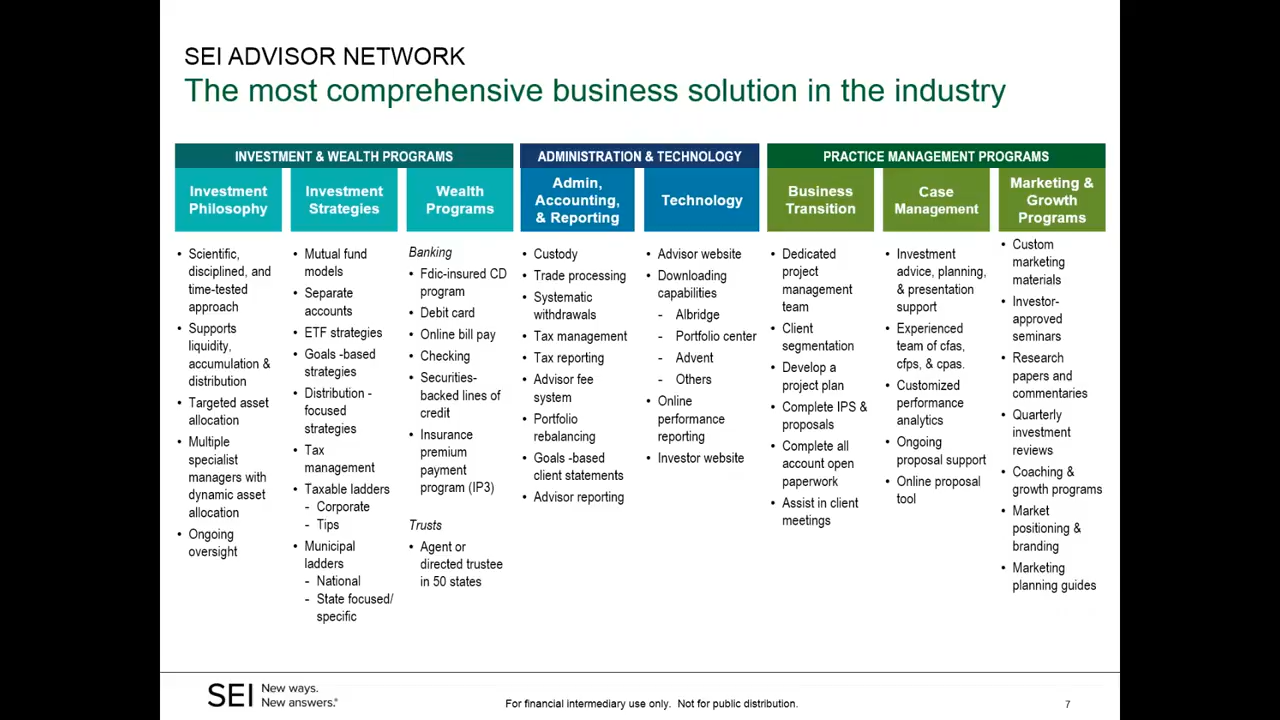 SEI ADVISOR NETWORK
The most comprehensive business solution in the industry
INVESTMENT & WEALTH PROGRAMS
Investment
Philosophy
• Scientific,
disciplined, and
time-tested
approach
• Supports
liquidity,
accumulation &
distribution
• Targeted asset
allocation
• Multiple
specialist
managers with
dynamic asset
allocation
• Ongoing
oversight
Investment
Strategies
• Mutual fund
models
• Separate
accounts
• ETF strategies
• Goals -based
strategies
• Distribution -
focused
strategies
• Tax
management
• Taxable ladders
- Corporate
- Tips
• Municipal
ladders
- National
- State focused/
specific
Wealth
Programs
Banking
• Fdic-insured CD
program
• Debit card
• Online bill pay
• Checking
• Securities-
backed lines of
credit
• Insurance
premium
payment
program (IP3)
Trusts
• Agent or
directed trustee
in 50 states
ADMINISTRATION & TECHNOLOGY
Admin,
Accounting,
& Reporting
• Custody
• Trade processing
• Systematic
withdrawals
• Tax management
• Tax reporting
• Advisor fee
system
• Portfolio
rebalancing
• Goals -based
client statements
• Advisor reporting
Technology
• Advisor website
• Downloading
capabilities
- Albridge
- Portfolio center
- Advent
- Others
• Online
performance
reporting
• Investor website
PRACTICE MANAGEMENT PROGRAMS
Business
Transition
• Dedicated
project
management
team
• Client
segmentation
• Develop a
project plan
• Complete IPS &
proposals
• Complete all
account open
paperwork
• Assist in client
meetings
Case
Management
• Investment
advice, planning,
& presentation
support
• Experienced
team of cfas,
cfps, & cpas.
• Customized
performance
analytics
• Ongoing
proposal support
• Online proposal
tool
Marketing &
Growth
Programs
• Custom
marketing
materials
• Investor-
approved
seminars
• Research
papers and
commentaries
• Quarterly
investment
reviews
• Coaching &
growth programs
• Market
positioning &
branding
• Marketing
planning guides
SEI New ways.
New answers.®
For financial intermediary use only. Not for public distribution.
7